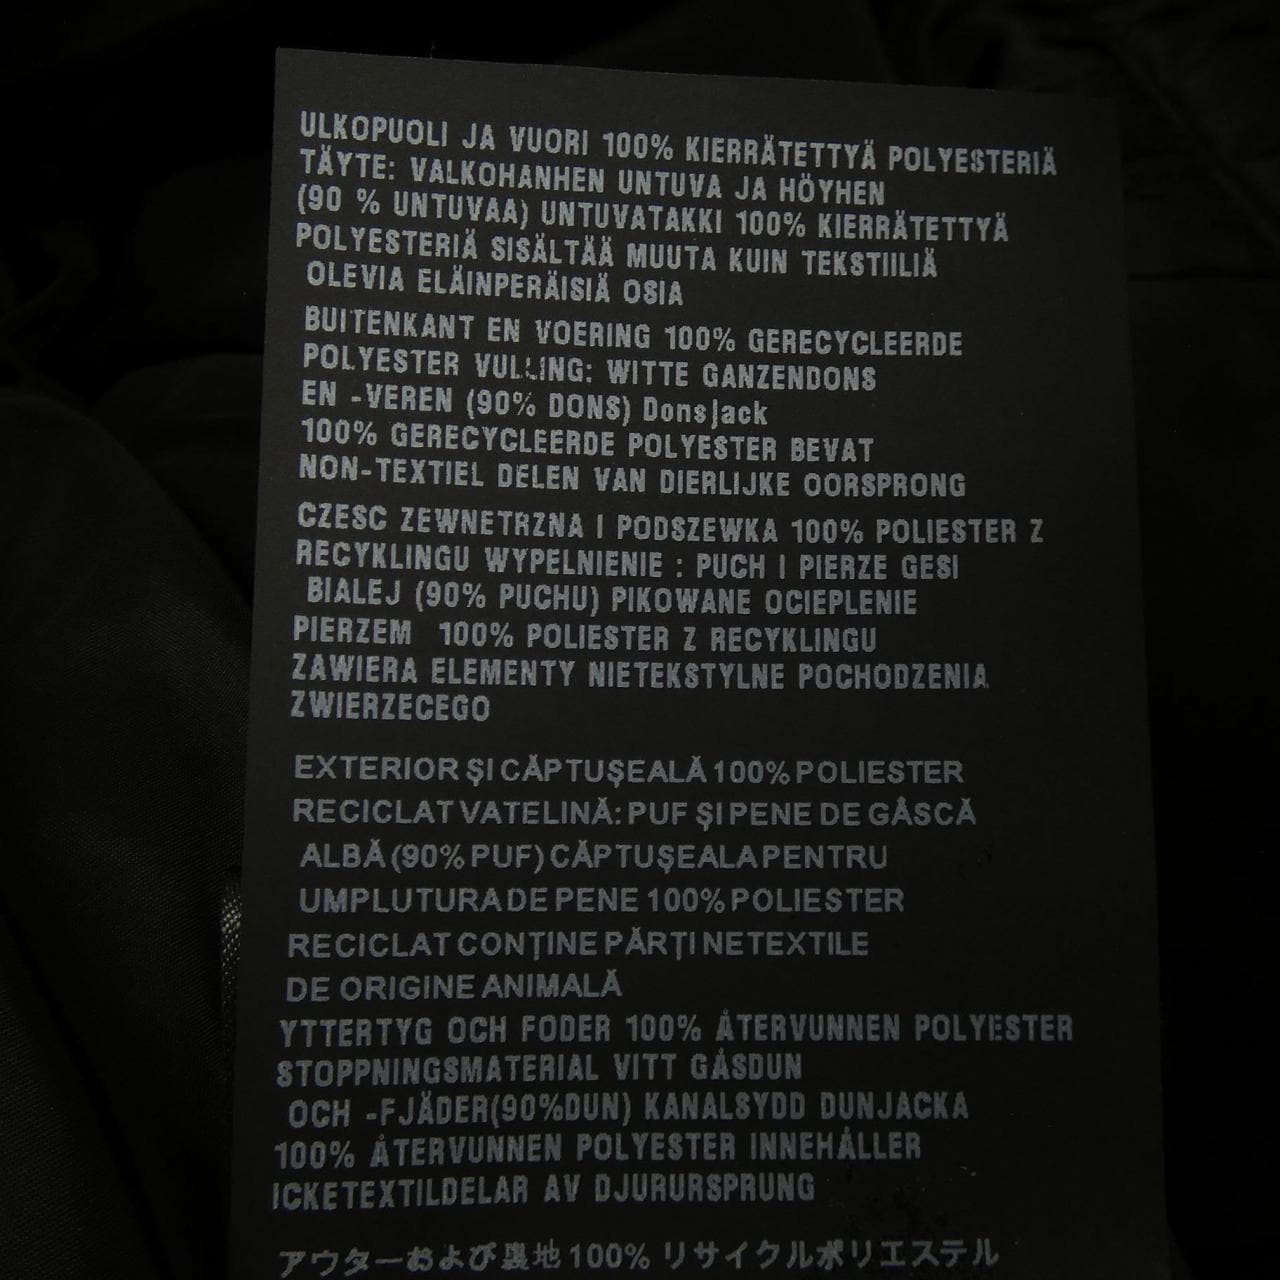 ULKOPUOLI JA VUORI 100% KIERRÄTETTYÄ POLYESTERIÄ
TÄYTE: VALKOHANHEN UNTUVA JA HÖYHEN
(90 % UNTUVAA) UNTUVATAKKI 100% KIERRÄTETTYÄ
POLYESTERIÄ SISÄLTÄÄ MUUTA KUIN TEKSTIILIÄ
OLEVIA ELÄINPERÄISIÄ OSIA
BUITENKANT EN VOERING 100% GERECYCLEERDE
POLYESTER VULLING: WITTE GANZENDONS
EN -VEREN (90% DONS) Donsjack
100% GERECYCLEERDE POLYESTER BEVAT
NON-TEXTIEL DELEN VAN DIERLIJKE OORSPRONG
CZESC ZEWNETRZNA I PODSZEWKA 100% POLIESTER Z
RECYKLINGU WYPELNIENIE : PUCH I PIERZE GESI
BIALEJ (90% PUCHU) PIKOWANE OCIEPLENIE
PIERZEM 100% POLIESTER Z RECYKLINGU
ZAWIERA ELEMENTY NIETEKSTYLNE POCHODZENIA
ZWIERZECEGO
EXTERIOR ȘI CĂPTUȘEALĂ 100% POLIESTER
RECICLAT VATELINĂ: PUF ȘI PENE DE GÂSCĂ
ALBĂ (90% PUF) CĂPTUȘEALA PENTRU
UMPLUTURA DE PENE 100% POLIESTER
RECICLAT CONȚINE PĂRȚI NETEXTILE
DE ORIGINE ANIMALĂ
YTTERTYG OCH FODER 100% ÅTERVUNNEN POLYESTER
STOPPNINGSMATERIAL VITT GÅSDUN
OCH -FJÄDER(90%DUN) KANALSYDD DUNJACKA
100% ÅTERVUNNEN POLYESTER INNEHÅLLER
ICKETEXTILDELAR AV DJURURSPRUNG
アウターおよび裏地 100% リサイクルポリエステル